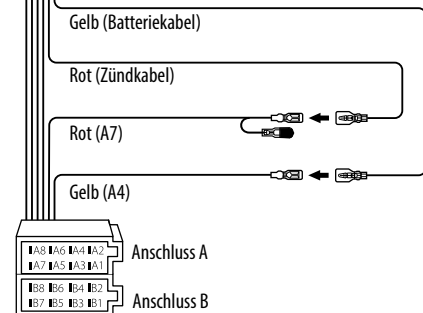 Gelb (Batteriekabel)
Rot (Zündkabel)
Rot (A7)
Gelb (A4)
A8 A6 A4 A2 Anschluss A
A7 A5 A3 A1
B8 B6 B4 B2
B7 B5 B3 B1 Anschluss B